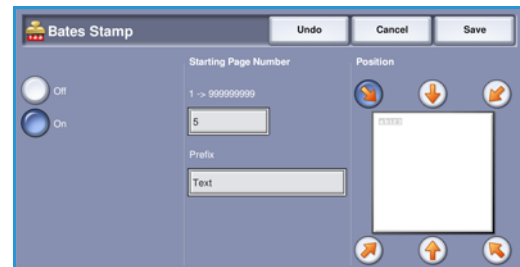 Bates Stamp
Undo
Cancel
Save
Starting Page Number
Position
Off
1 -> 999999999
On
5
Prefix
Text